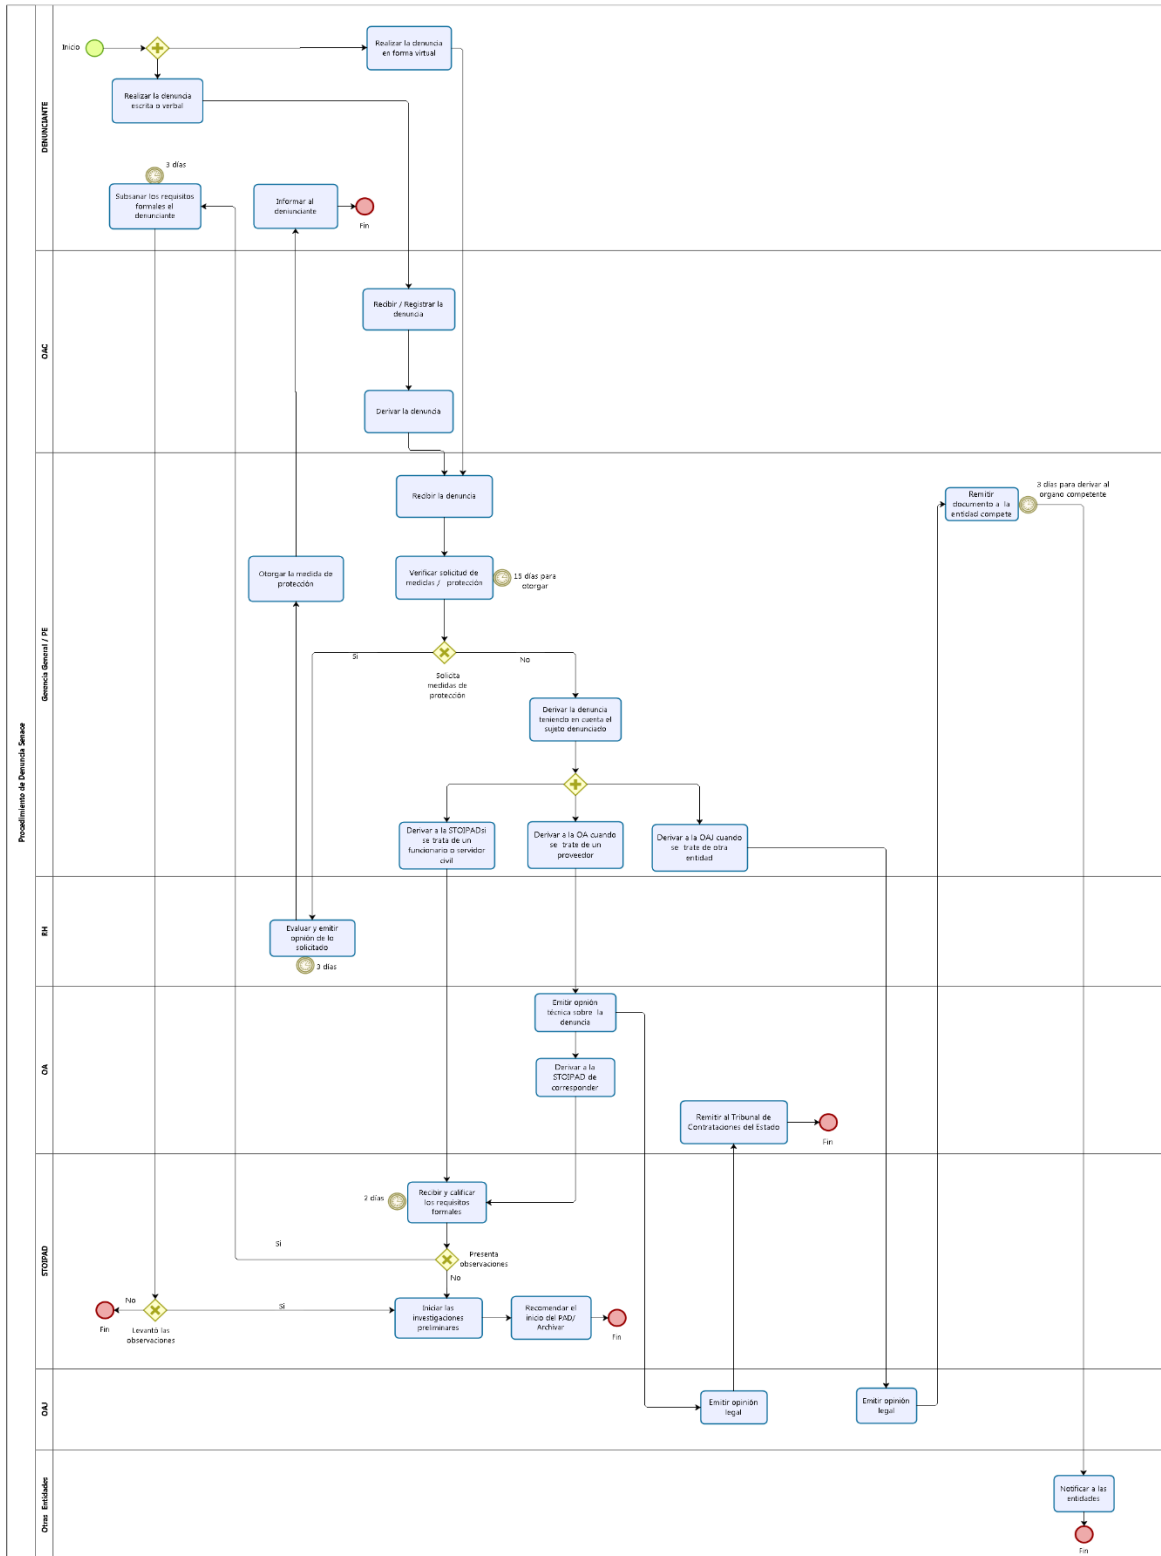 Procedimiento de Denuncia Senace
DENUNCIANTE
Inicio
Realizar la denuncia
en forma virtual
Realizar la denuncia
escrita o verbal
3 días
Subsanar los requisitos
formales el
denunciante
Informar al
denunciante
Fin
OAC
Recibir / Registrar la
denuncia
Derivar la denuncia
Gerencia General / PE
Recibir la denuncia
Remitir
documento a la
entidad compete
3 días para derivar al
organo competente
Otorgar la medida de
protección
Verificar solicitud de
medidas / protección
15 días para
otorgar
Si
No
Solicita
medidas de
protección
Derivar la denuncia
teniendo en cuenta el
sujeto denunciado
Derivar a la STOIPADsi
se trata de un
funcionario o servidor
civil
Derivar a la OA cuando
se trate de un
proveedor
Derivar a la OAJ cuando
se trate de otra
entidad
RH
Evaluar y emitir
opnión de lo
solicitado
3 días
OA
Emitir opnión
técnica sobre la
denuncia
Derivar a la
STOIPAD de
corresponder
Remitir al Tribunal de
Contrataciones del Estado
Fin
STOIPAD
2 días
Recibir y calificar
los requisitos
formales
Si
Presenta
observaciones
No
No
Fin
Levantó las
observaciones
Si
Iniciar las
investigaciones
preliminares
Recomendar el
inicio del PAD/
Archivar
Fin
OAJ
Emitir opinión
legal
Emitir opinión
legal
Otras Entidades
Notificar a las
entidades
Fin